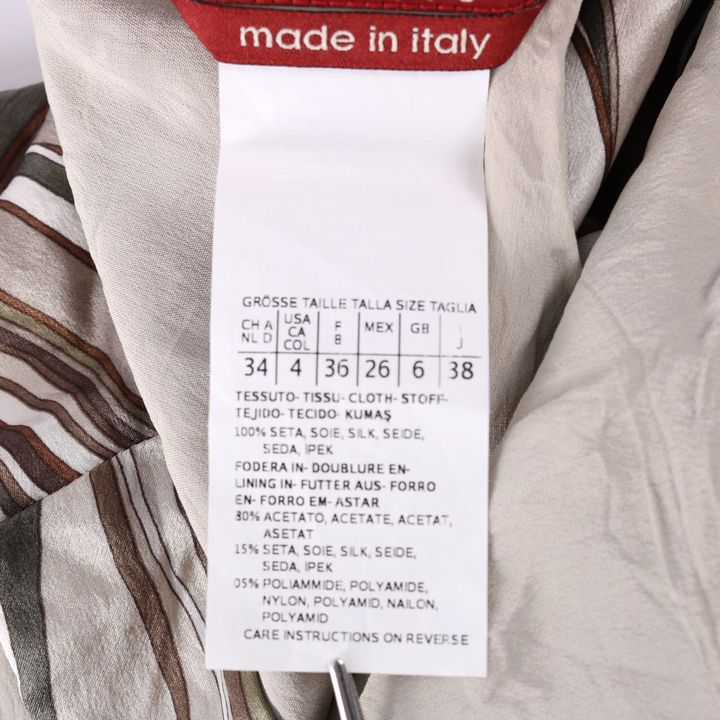 made in italy
GRÖSSE TAILLE TALLA SIZE TAGLIA
CH A NL D | USA CA COL | F B | MEX | GB | J
34 | 4 | 36 | 26 | 6 | 38
TESSUTO- TISSU- CLOTH- STOFF-
TEJIDO- TECIDO- KUMAŞ
100% SETA, SOIE, SILK, SEIDE,
SEDA, İPEK
FODERA IN- DOUBLURE EN-
LINING IN- FUTTER AUS- FORRO
EN- FORRO EM- ASTAR
80% ACETATO, ACETATE, ACETAT,
ASETAT
15% SETA, SOIE, SILK, SEIDE,
SEDA, İPEK
05% POLIAMMIDE, POLYAMIDE,
NYLON, POLYAMID, NAILON,
POLYAMID
CARE INSTRUCTIONS ON REVERSE